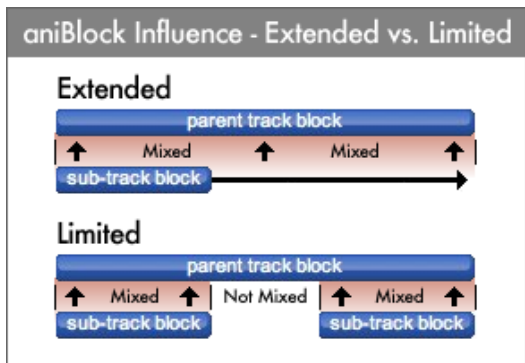 aniBlock Influence - Extended vs. Limited
Extended
parent track block
Mixed Mixed
sub-track block
Limited
parent track block
Mixed Not Mixed Mixed
sub-track block sub-track block